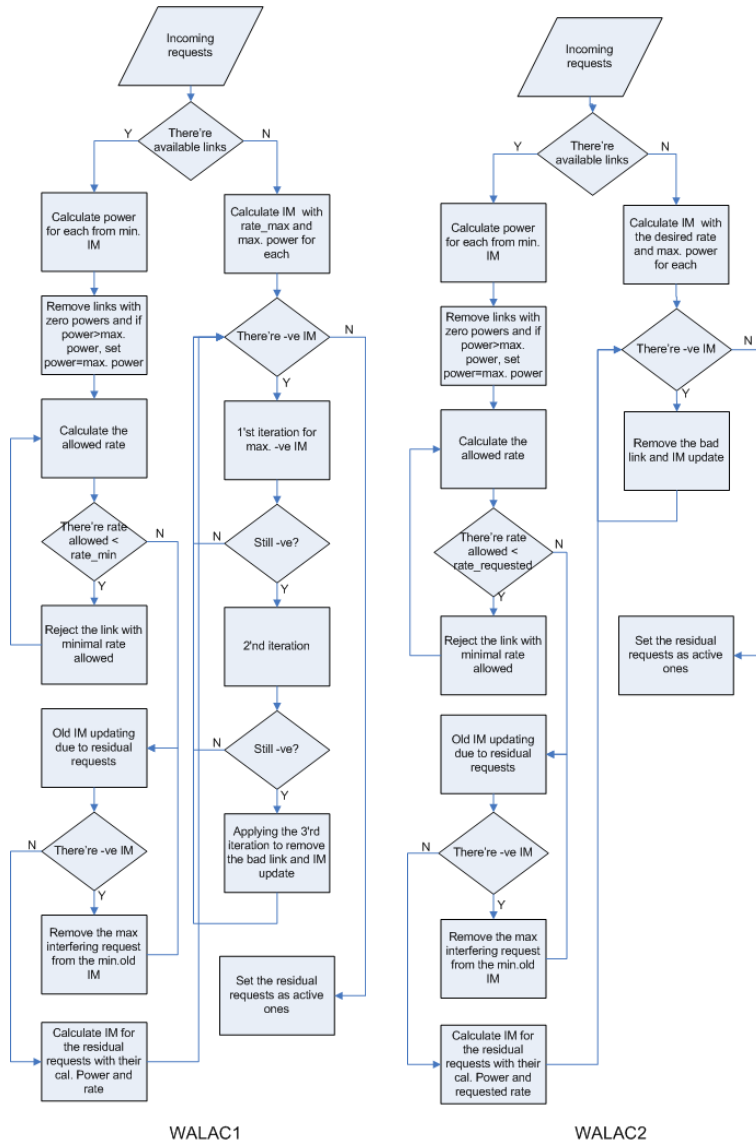 Incoming
requests
There're
available links
Y
N
Calculate power
for each from min.
IM
Calculate IM with
rate_max and
max. power for
each
Remove links with
zero powers and if
power>max.
power, set
power=max. power
There're -ve IM
N
Y
Calculate the
allowed rate
1'st iteration for
max. -ve IM
There're rate
allowed <
rate_min
N
Y
Still -ve?
N
Y
Reject the link with
minimal rate
allowed
2'nd iteration
Old IM updating
due to residual
requests
Still -ve?
N
Y
There're -ve IM
N
Y
Applying the 3'rd
iteration to remove
the bad link and IM
update
Remove the max
interfering request
from the min.old
IM
Set the residual
requests as active
ones
Calculate IM for
the residual
requests with their
cal. Power and
rate
WALAC1
Incoming
requests
There're
available links
Y
N
Calculate power
for each from min.
IM
Calculate IM with
the desired rate
and max. power
for each
Remove links with
zero powers and if
power>max.
power, set
power=max. power
There're -ve IM
N
Y
Calculate the
allowed rate
Remove the bad
link and IM update
There're rate
allowed <
rate_requested
N
Y
Reject the link with
minimal rate
allowed
Set the residual
requests as active
ones
Old IM updating
due to residual
requests
There're -ve IM
N
Y
Remove the max
interfering request
from the min.old
IM
Calculate IM for
the residual
requests with their
cal. Power and
requested rate
WALAC2